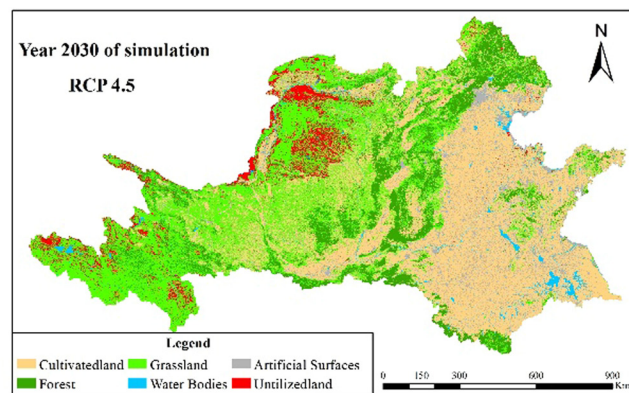 Year 2030 of simulation
RCP 4.5
N
Legend
Cultivatedland
Grassland
Artificial Surfaces
Forest
Water Bodies
Untilizedland
0 150 300 600 900
Km